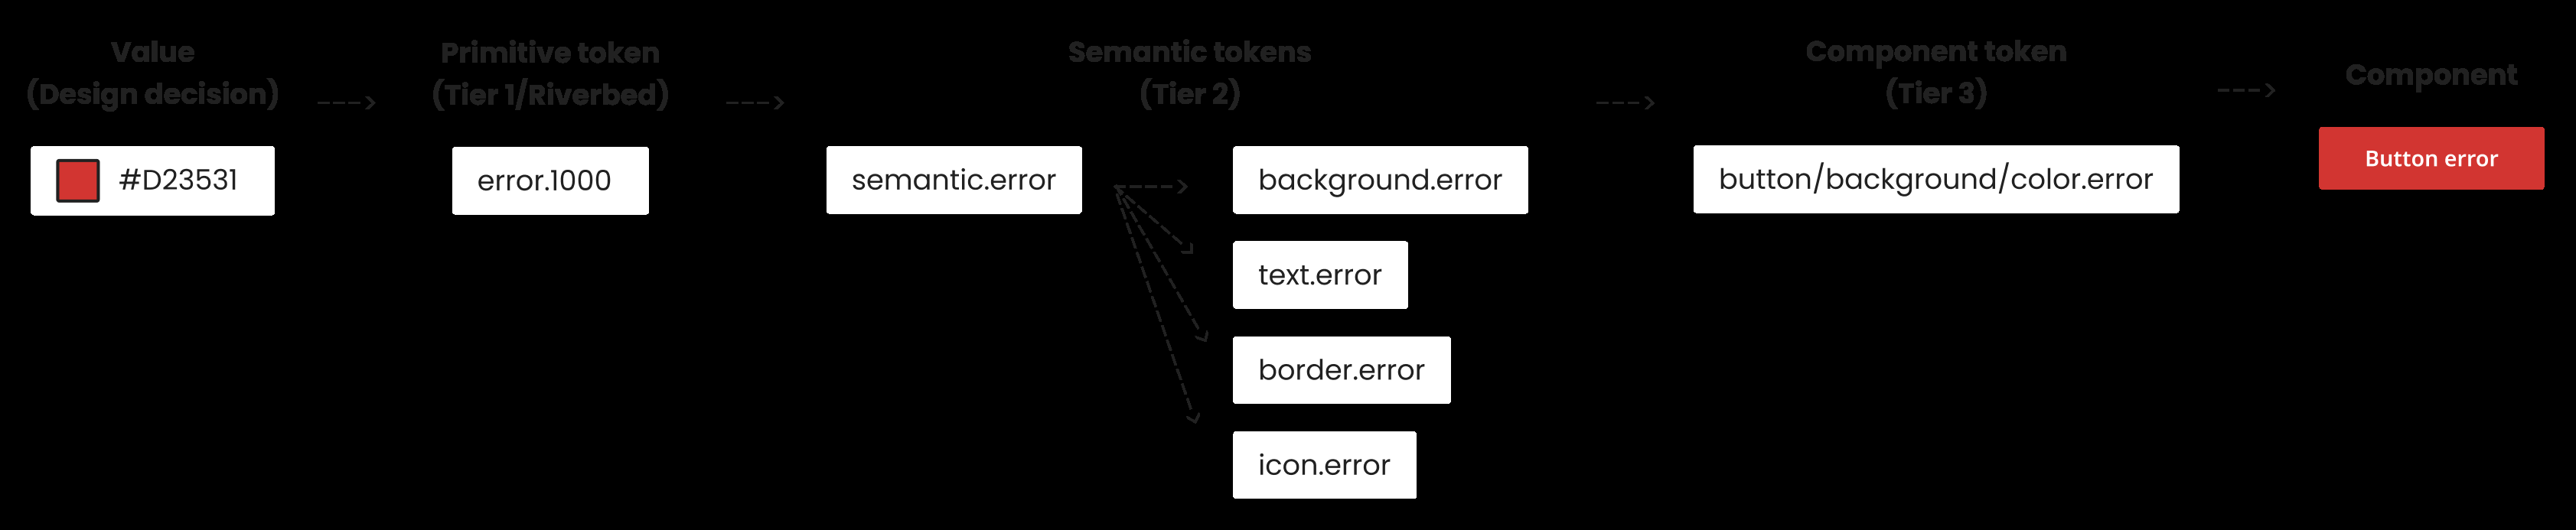 Value
(Design decision)
Primitive token
(Tier 1/Riverbed)
Semantic tokens
(Tier 2)
Component token
(Tier 3)
Component
#D23531
error.1000
semantic.error
background.error
button/background/color.error
Button error
text.error
border.error
icon.error